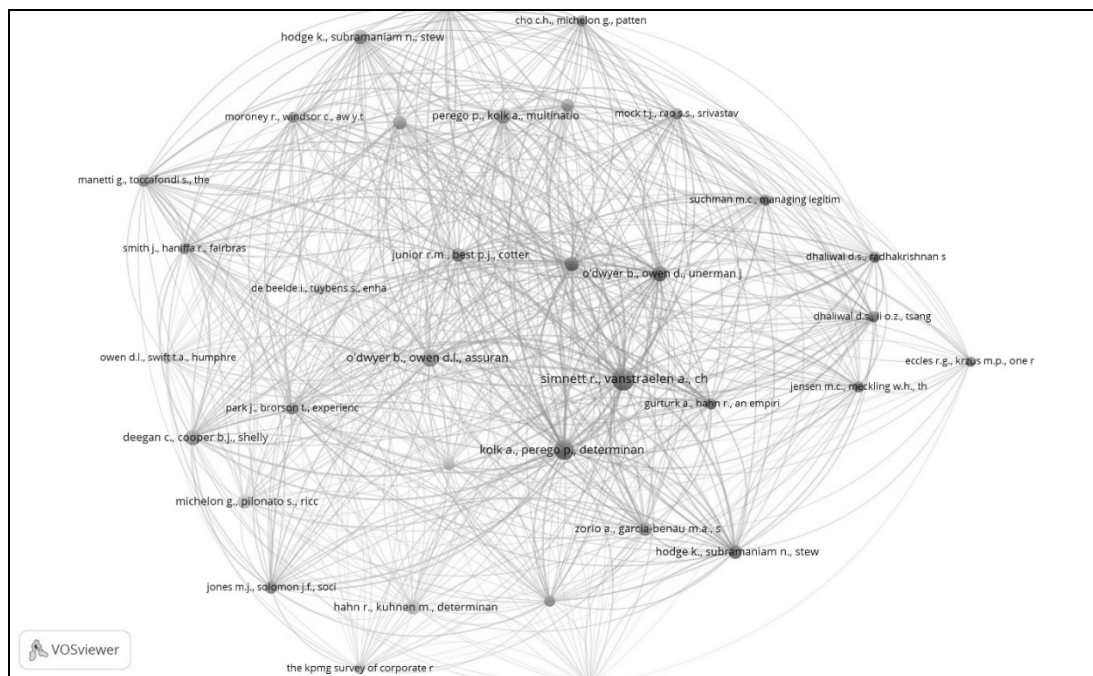 cho c.h., michelon g., patten
hodge k., subramaniam n., stew
moroney r., windsor c., aw y.t
perego p., kolk a., multinatio
mock t.j., rao s.s., srivastav
manetti g., toccafondi s., the
suchman m.c., managing legitim
smith j., haniffa r., fairbras
junior r.m., best p.j., cotter
dhaliwal d.s., radhakrishnan s
o'dwyer b., owen d., unerman j
de beelde i., tuybens s., enha
dhaliwal d.s., li o.z., tsang
owen d.l., swift t.a., humphre
o'dwyer b., owen d.l., assuran
eccles r.g., krzus m.p., one r
simnett r., vanstraelen a., ch
jensen m.c., meckling w.h., th
gurturk a., hahn r., an empiri
park j., brorson t., experienc
deegan c., cooper b.j., shelly
kolk a., perego p., determinan
michelon g., pilonato s., ricc
zorio a., garcia-benau m.a., s
hodge k., subramaniam n., stew
jones m.j., solomon j.f., soci
hahn r., kuhnen m., determinan
VOSviewer
the kpmg survey of corporate r